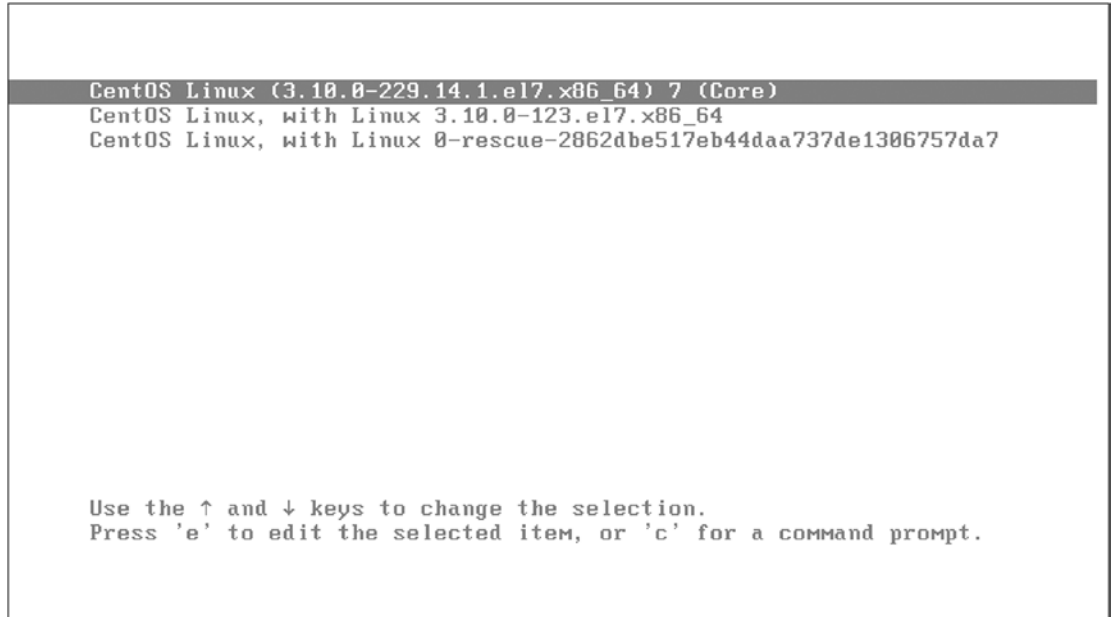 CentOS Linux (3.10.0-229.14.1.el7.x86_64) 7 (Core)
CentOS Linux, with Linux 3.10.0-123.el7.x86_64
CentOS Linux, with Linux 0-rescue-2862dbe517eb44daa737de1306757da7
Use the ↑ and ↓ keys to change the selection.
Press 'e' to edit the selected item, or 'c' for a command prompt.